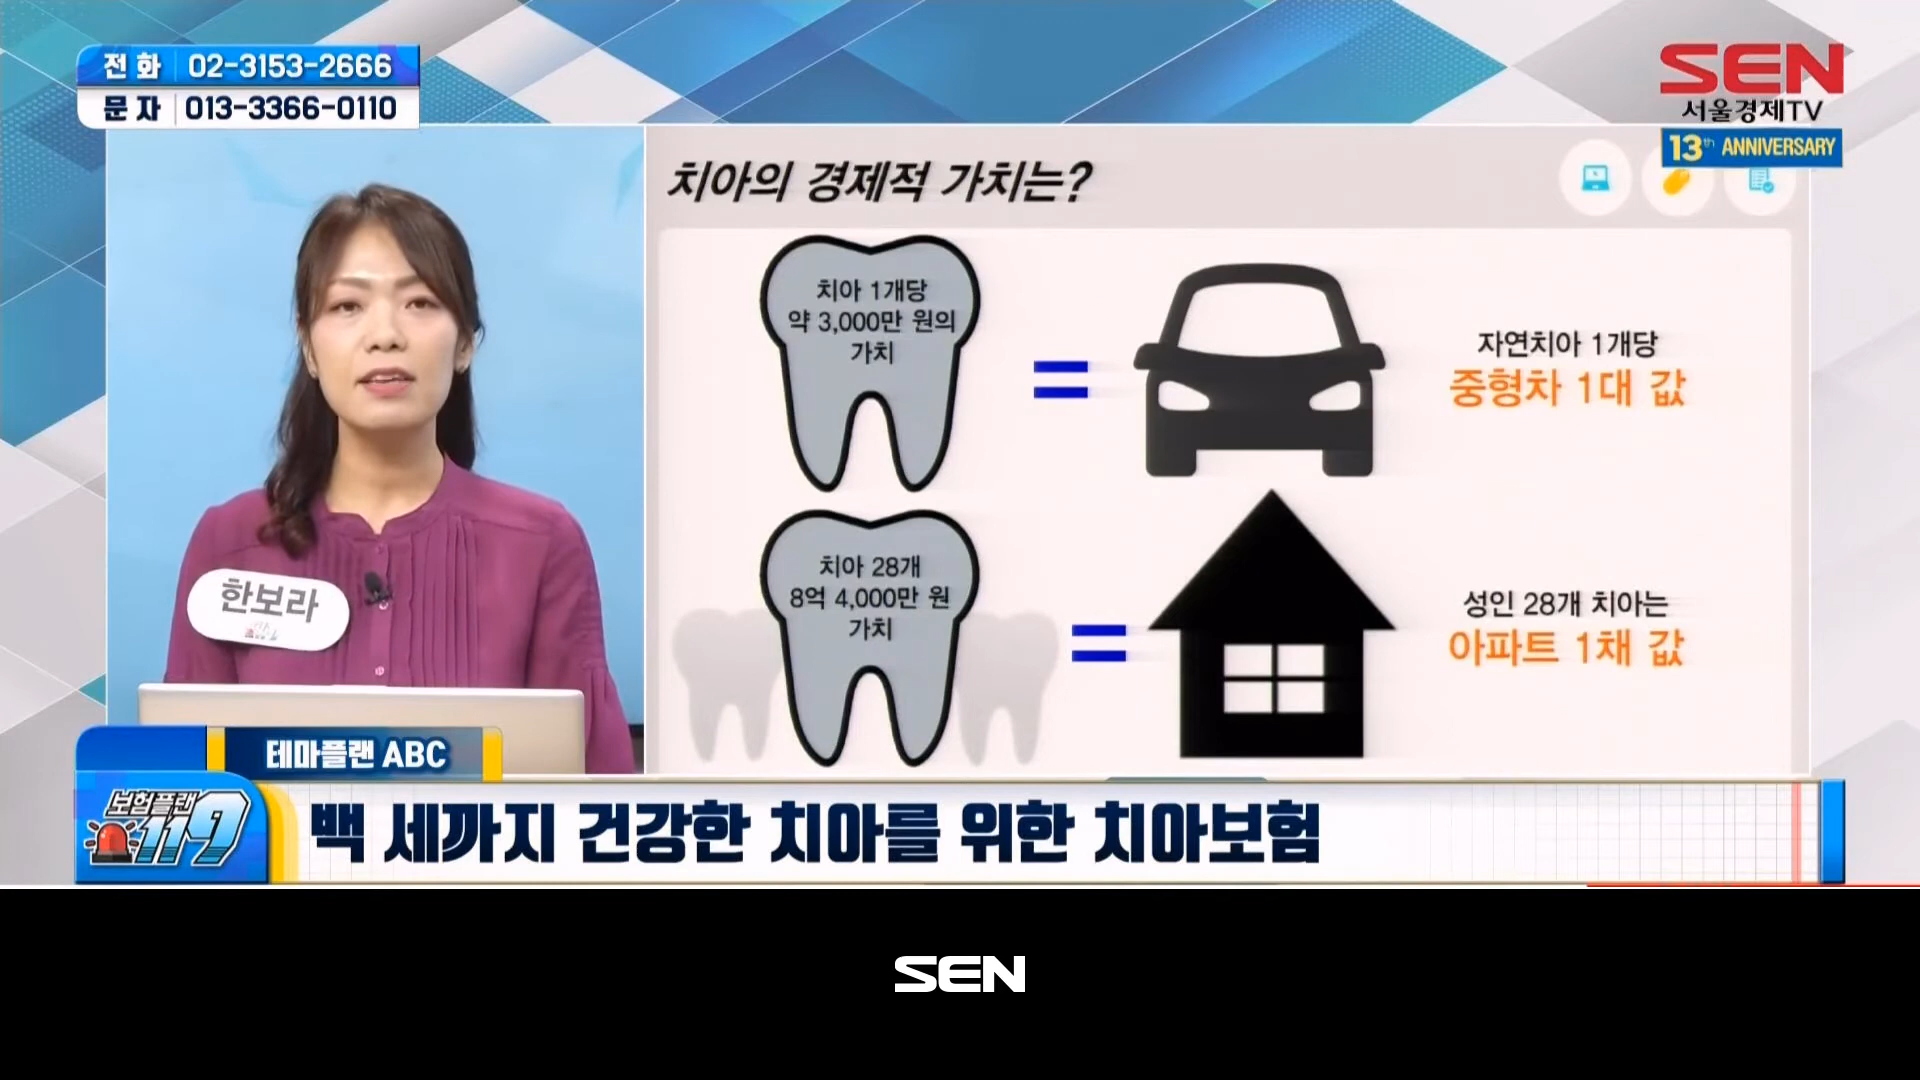 전화 02-3153-2666
문자 013-3366-0110
SEN
서울경제TV
13th ANNIVERSARY
치아의 경제적 가치는?
치아 1개당
약 3,000만 원의
가치
자연치아 1개당
중형차 1대 값
치아 28개
8억 4,000만 원
가치
성인 28개 치아는
아파트 1채 값
한보라
테마플랜 ABC
보험플랜
119
백 세까지 건강한 치아를 위한 치아보험
SEN